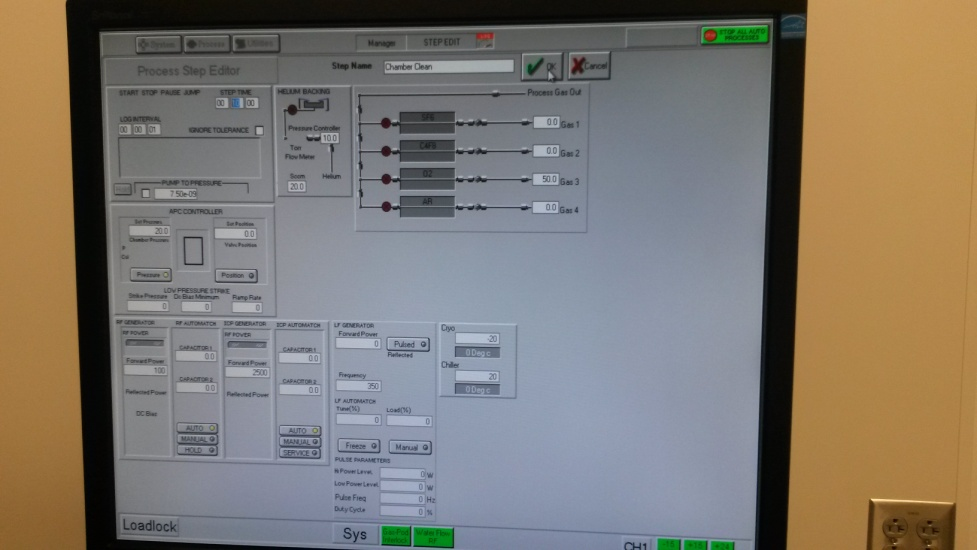 System
Process
Utilities
Manager
STEP EDIT
STOP ALL AUTO
PROCESSES
Process Step Editor
Step Name
Chamber Clean
OK
Cancel
START STOP PAUSE JUMP
STEP TIME
00 10 00
LOG INTERVAL
00 00 01
IGNORE TOLERANCE
PUMP TO PRESSURE
7.50e-09
HELIUM BACKING
Pressure Controller
10.0
Torr
Flow Meter
Sccm
Helium
20.0
Process Gas Out
SF6
0.0
Gas 1
C4F8
0.0
Gas 2
O2
50.0
Gas 3
AR
0.0
Gas 4
APC CONTROLLER
Set Pressure
20.0
Chamber Pressure
Set Position
0.0
Valve Position
Pressure
Position
LOW PRESSURE STRIKE
Strike Pressure
Dc Bias Minimum
Ramp Rate
0
0
0
RF GENERATOR
RF POWER
Forward Power
100
Reflected Power
DC Bias
RF AUTOMATCH
CAPACITOR 1
0.0
CAPACITOR 2
0.0
AUTO
MANUAL
HOLD
ICP GENERATOR
RF POWER
Forward Power
2500
Reflected Power
ICP AUTOMATCH
CAPACITOR 1
0.0
CAPACITOR 2
0.0
AUTO
MANUAL
SERVICE
LF GENERATOR
Forward Power
0
Pulsed
Reflected
Frequency
350
LF AUTOMATCH
Tune(%)
Load(%)
0
0
Freeze
Manual
PULSE PARAMETERS
N Power Level.
0 W
Low Power Level
0 W
Pulse Freq
0 Hz
Duty Cycle
0 %
Cryo
-20
0 Deg c
Chiller
20
0 Deg c
Loadlock
Sys
Water Flow
RF
CH1